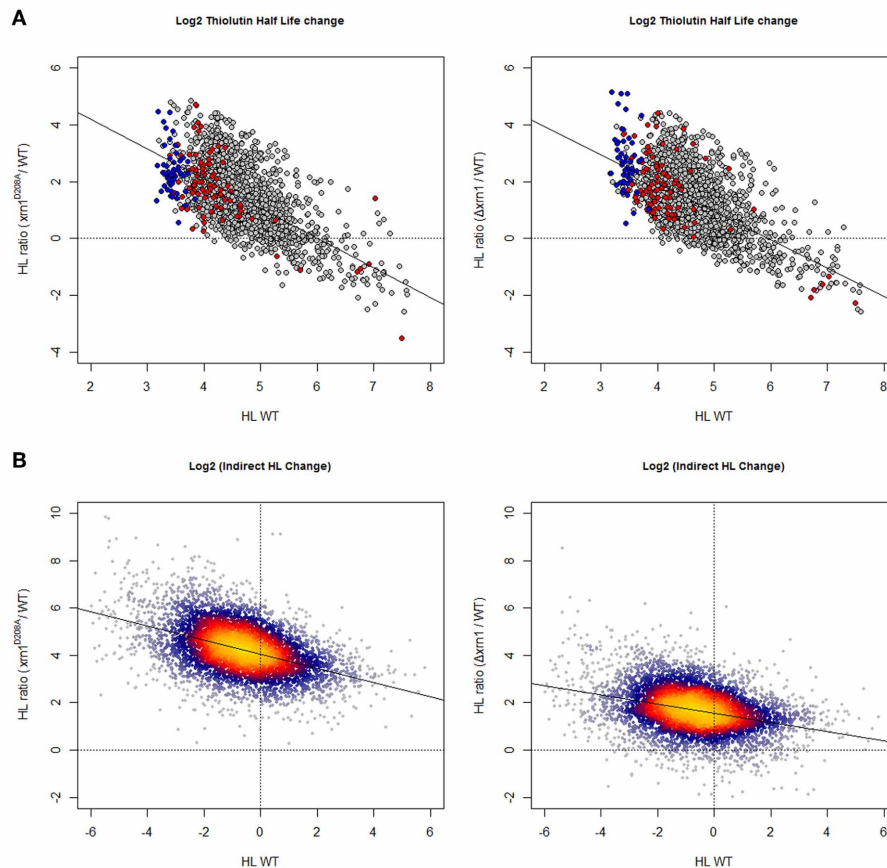 A
Log2 Thiolutin Half Life change
HL ratio (xrn1D208A/ WT)
6
4
2
0
-2
-4
2 3 4 5 6 7 8
HL WT
Log2 Thiolutin Half Life change
HL ratio (Δxrn1 / WT)
6
4
2
0
-2
-4
2 3 4 5 6 7 8
HL WT
B
Log2 (Indirect HL Change)
HL ratio (xrn1D208A/ WT)
10
8
6
4
2
0
-2
-6 -4 -2 0 2 4 6
HL WT
Log2 (Indirect HL Change)
HL ratio (Δxrn1 / WT)
10
8
6
4
2
0
-2
-6 -4 -2 0 2 4 6
HL WT